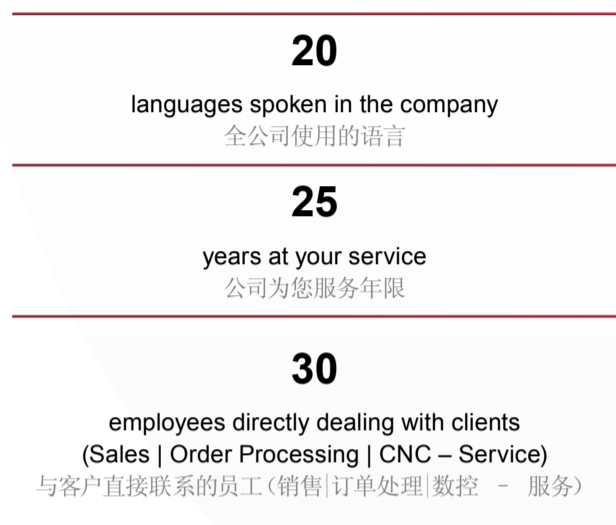 20
languages spoken in the company
全公司使用的语言
25
years at your service
公司为您服务年限
30
employees directly dealing with clients
(Sales | Order Processing | CNC – Service)
与客户直接联系的员工(销售|订单处理|数控 – 服务)